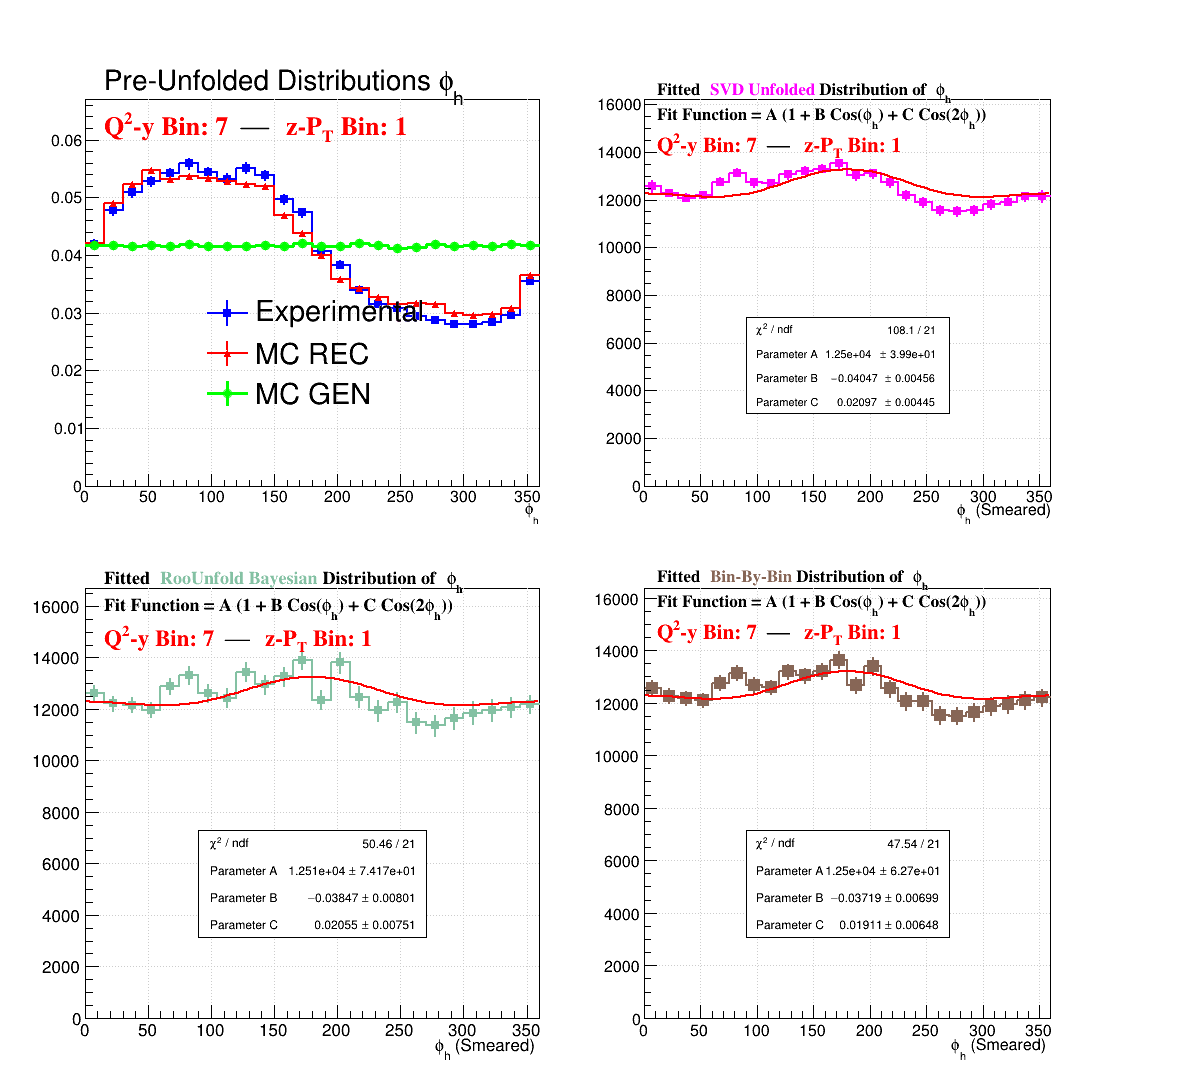 Pre-Unfolded Distributions ϕh
Q2-y Bin: 7 — z-PT Bin: 1
0.06
0.05
0.04
0.03
0.02
0.01
0
Experimental
MC REC
MC GEN
0 50 100 150 200 250 300 350
ϕh
Fitted SVD Unfolded Distribution of ϕh
Fit Function = A (1 + B Cos(ϕh) + C Cos(2ϕh))
Q2-y Bin: 7 — z-PT Bin: 1
16000
14000
12000
10000
8000
6000
4000
2000
0
χ2 / ndf 108.1 / 21
Parameter A 1.25e+04 ± 3.99e+01
Parameter B −0.04047 ± 0.00456
Parameter C 0.02097 ± 0.00445
0 50 100 150 200 250 300 350
ϕh (Smeared)
Fitted RooUnfold Bayesian Distribution of ϕh
Fit Function = A (1 + B Cos(ϕh) + C Cos(2ϕh))
Q2-y Bin: 7 — z-PT Bin: 1
16000
14000
12000
10000
8000
6000
4000
2000
0
χ2 / ndf 50.46 / 21
Parameter A 1.251e+04 ± 7.417e+01
Parameter B −0.03847 ± 0.00801
Parameter C 0.02055 ± 0.00751
0 50 100 150 200 250 300 350
ϕh (Smeared)
Fitted Bin-By-Bin Distribution of ϕh
Fit Function = A (1 + B Cos(ϕh) + C Cos(2ϕh))
Q2-y Bin: 7 — z-PT Bin: 1
16000
14000
12000
10000
8000
6000
4000
2000
0
χ2 / ndf 47.54 / 21
Parameter A 1.25e+04 ± 6.27e+01
Parameter B −0.03719 ± 0.00699
Parameter C 0.01911 ± 0.00648
0 50 100 150 200 250 300 350
ϕh (Smeared)